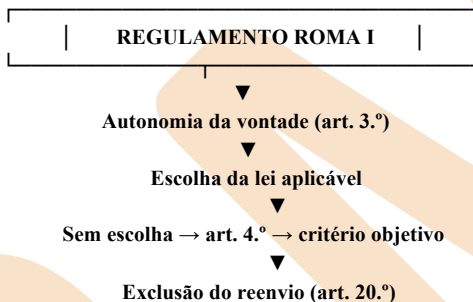 REGULAMENTO ROMA I
▼
Autonomia da vontade (art. 3.º)
▼
Escolha da lei aplicável
▼
Sem escolha → art. 4.º → critério objetivo
▼
Exclusão do reenvio (art. 20.º)